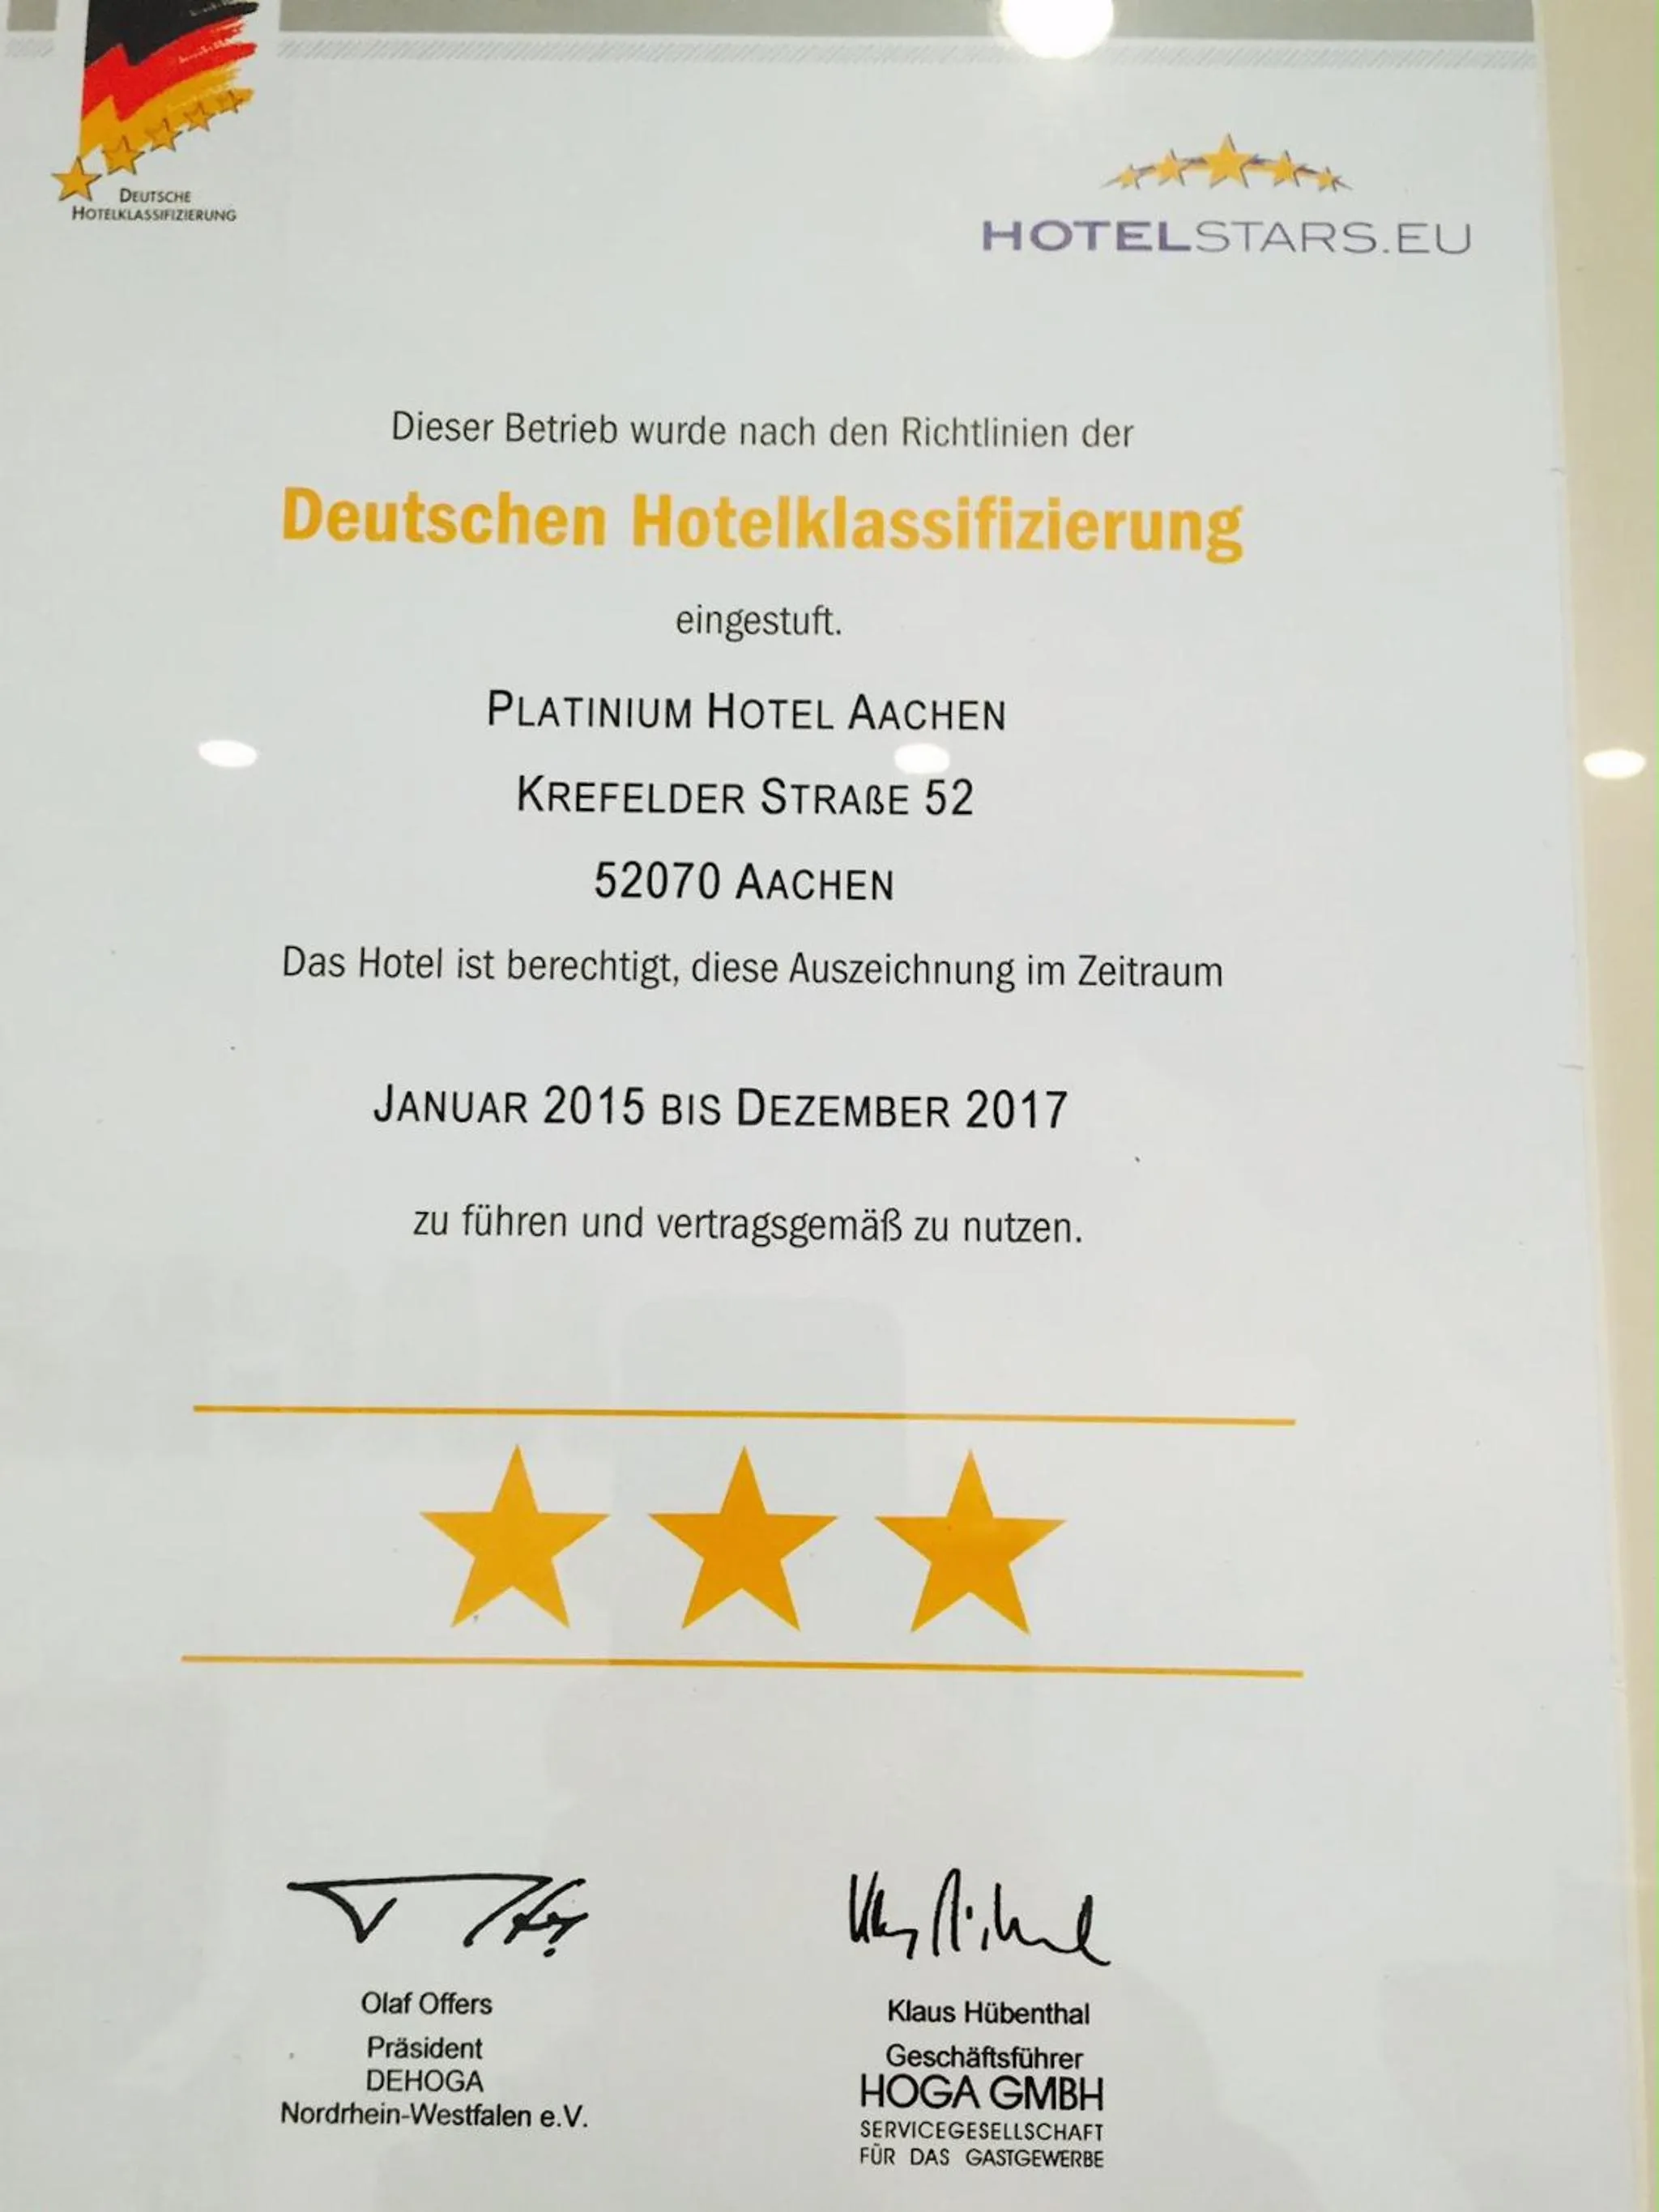 DEUTSCHE
HOTELKLASSIFIZIERUNG
HOTELSTARS.EU
Dieser Betrieb wurde nach den Richtlinien der
Deutschen Hotelklassifizierung
eingestuft.
PLATINIUM HOTEL AACHEN
KREFELDER STRAßE 52
52070 AACHEN
Das Hotel ist berechtigt, diese Auszeichnung im Zeitraum
JANUAR 2015 BIS DEZEMBER 2017
zu führen und vertragsgemäß zu nutzen.
Olaf Offers
Präsident
DEHOGA
Nordrhein-Westfalen e.V.
Klaus Hübenthal
Geschäftsführer
HOGA GMBH
SERVICEGESELLSCHAFT
FÜR DAS GASTGEWERBE